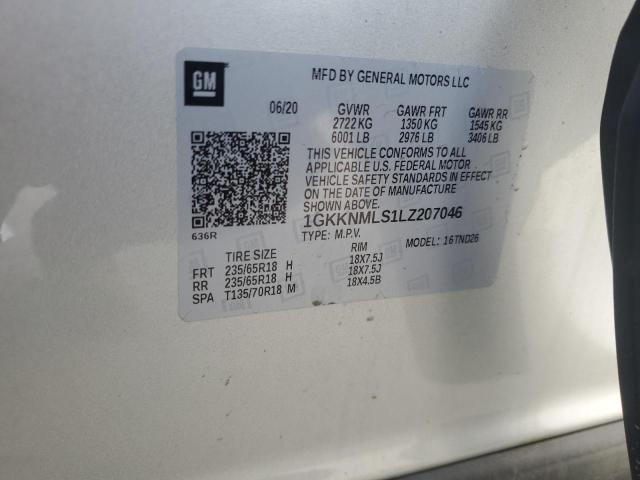 GM
MFD BY GENERAL MOTORS LLC
06/20 GVWR GAWR FRT GAWR RR
2722 KG 1350 KG 1545 KG
6001 LB 2976 LB 3406 LB
THIS VEHICLE CONFORMS TO ALL
APPLICABLE U.S. FEDERAL MOTOR
VEHICLE SAFETY STANDARDS IN EFFECT
ON THE DATE OF MANUFACTURE
SHOWN ABOVE.
1GKKNMLS1LZ207046
636R
TYPE: M.P.V. MODEL: 16TND26
TIRE SIZE RIM
FRT 235/65R18 H 18X7.5J
RR 235/65R18 H 18X7.5J
SPA T135/70R18 M 18X4.5B